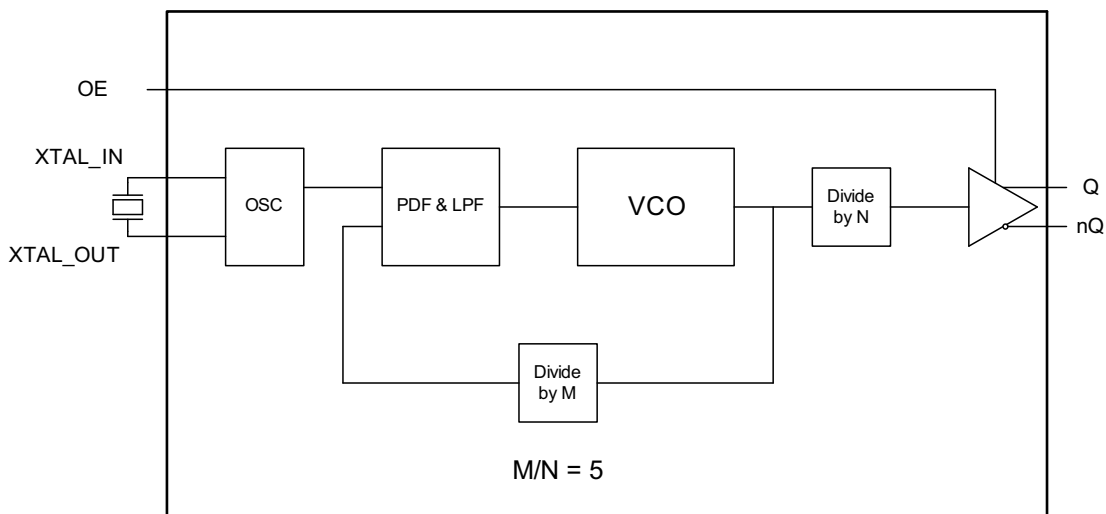 OE
XTAL_IN
XTAL_OUT
OSC
PDF & LPF
VCO
Divide
by N
Q
nQ
Divide
by M
M/N = 5